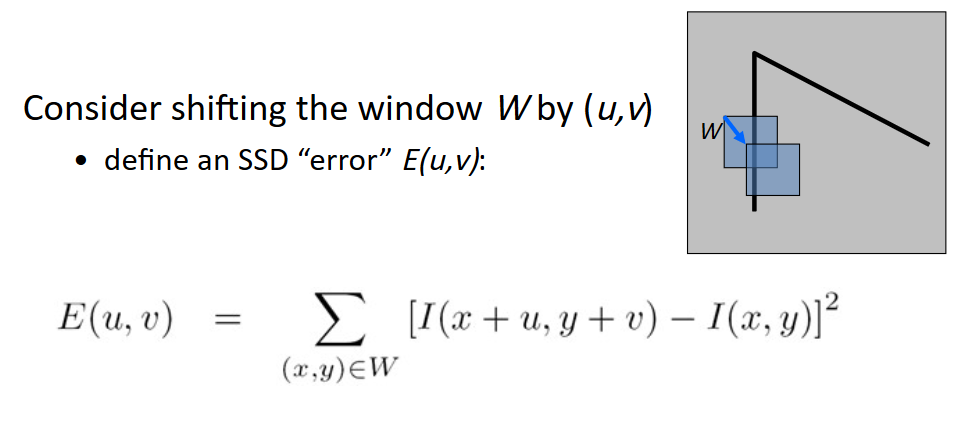 Consider shifting the window W by (u,v)
• define an SSD “error” E(u,v):
W
E(u, v) = ∑ [I(x + u, y + v) − I(x, y)]²
(x,y)∈W